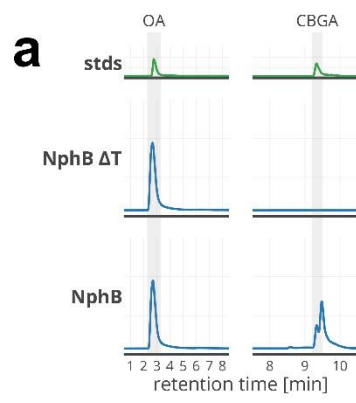 a
OA CBGA
stds
NphB ΔT
NphB
1 2 3 4 5 6 7 8 8 9 10
retention time [min]